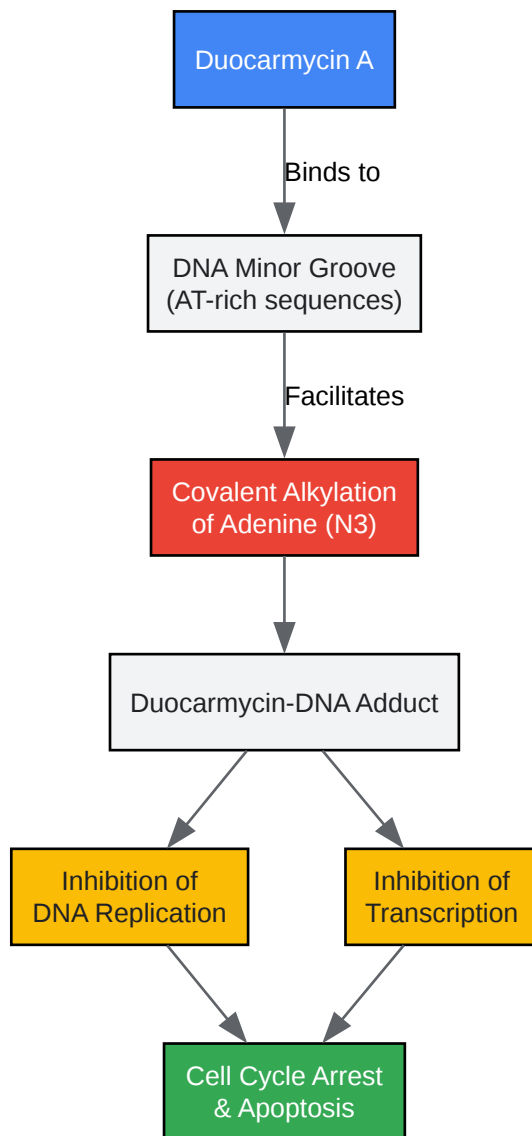 Duocarmycin A
Binds to
DNA Minor Groove
(AT-rich sequences)
Facilitates
Covalent Alkylation
of Adenine (N3)
Duocarmycin-DNA Adduct
Inhibition of
DNA Replication
Inhibition of
Transcription
Cell Cycle Arrest
& Apoptosis